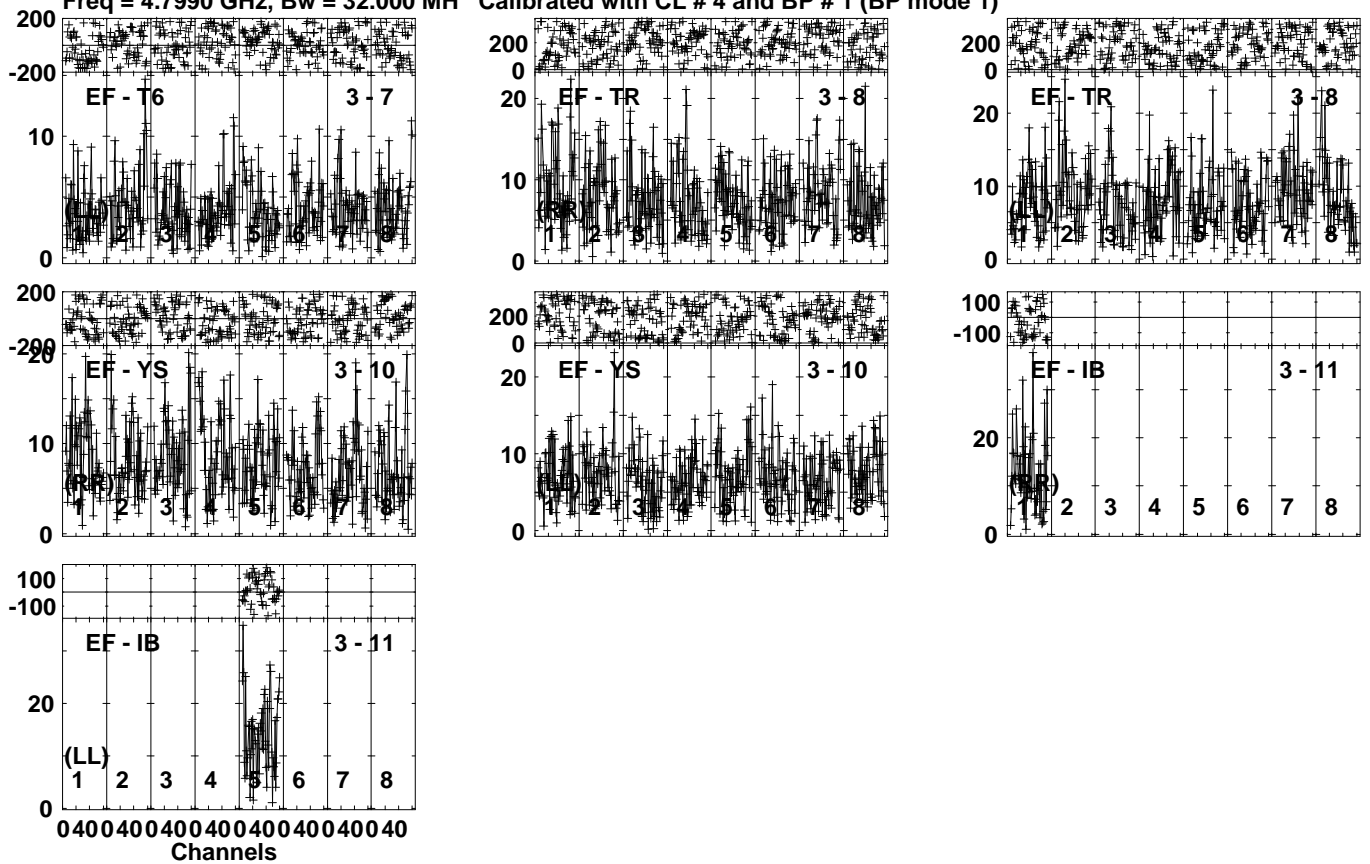 Freq = 4.7990 GHz, Bw = 32.000 MH Calibrated with CL # 4 and BP # 1 (BP mode 1)
200
-200
EF - T6 3 - 7
10
0
(LL)
1 2 3 4 5 6 7 8
200
0
EF - TR 3 - 8
20
10
0
(RR)
1 2 3 4 5 6 7 8
200
0
EF - TR 3 - 8
20
10
0
(LL)
1 2 3 4 5 6 7 8
200
-200
EF - YS 3 - 10
20
10
0
(RR)
1 2 3 4 5 6 7 8
200
0
EF - YS 3 - 10
20
10
0
(LL)
1 2 3 4 5 6 7 8
100
-100
EF - IB 3 - 11
20
0
(RR)
1 2 3 4 5 6 7 8
100
-100
EF - IB 3 - 11
20
0
(LL)
1 2 3 4 5 6 7 8
0 40 0 40 0 40 0 40 0 40 0 40 0 40 0 40
Channels